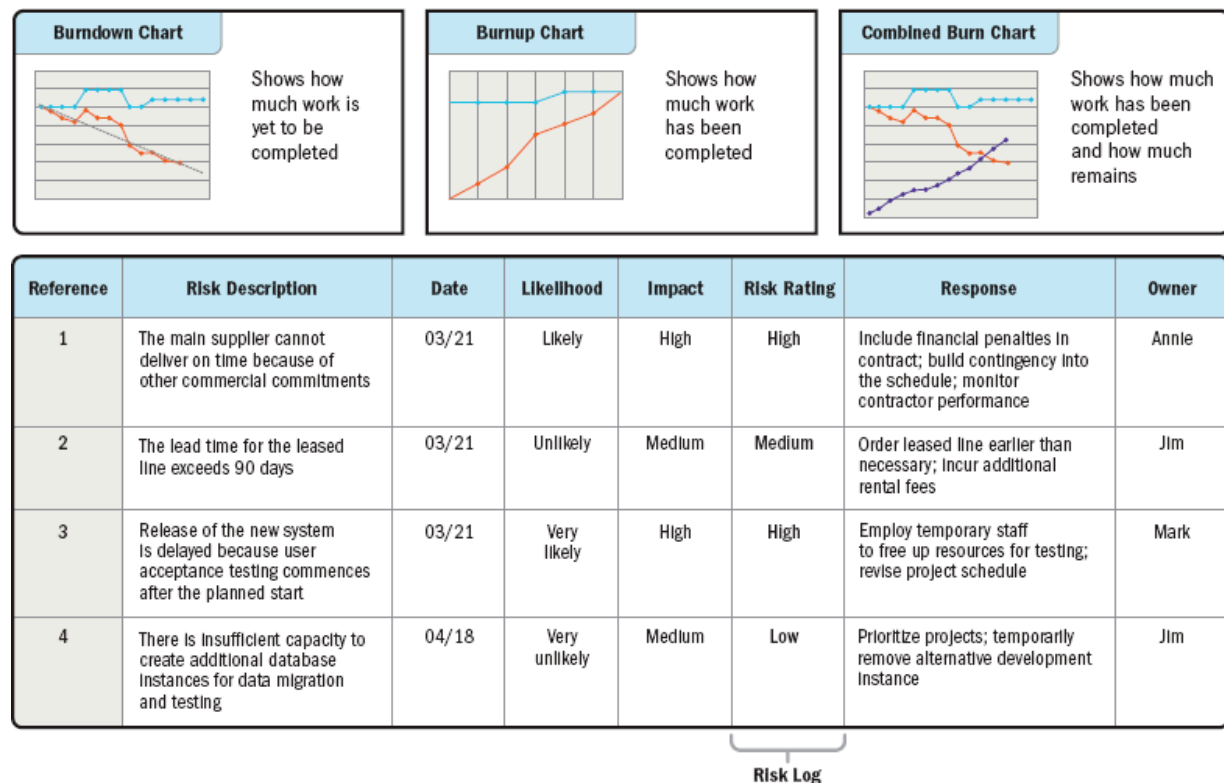 Burndown Chart
Shows how
much work is
yet to be
completed
Burnup Chart
Shows how
much work
has been
completed
Combined Burn Chart
Shows how much
work has been
completed
and how much
remains
Reference
Risk Description
Date
Likelihood
Impact
Risk Rating
Response
Owner
1
The main supplier cannot
deliver on time because of
other commercial commitments
03/21
Likely
High
High
Include financial penalties in
contract; build contingency into
the schedule; monitor
contractor performance
Annie
2
The lead time for the leased
line exceeds 90 days
03/21
Unlikely
Medium
Medium
Order leased line earlier than
necessary; incur additional
rental fees
Jim
3
Release of the new system
is delayed because user
acceptance testing commences
after the planned start
03/21
Very
likely
High
High
Employ temporary staff
to free up resources for testing;
revise project schedule
Mark
4
There is insufficient capacity to
create additional database
instances for data migration
and testing
04/18
Very
unlikely
Medium
Low
Prioritize projects; temporarily
remove alternative development
instance
Jim
Risk Log